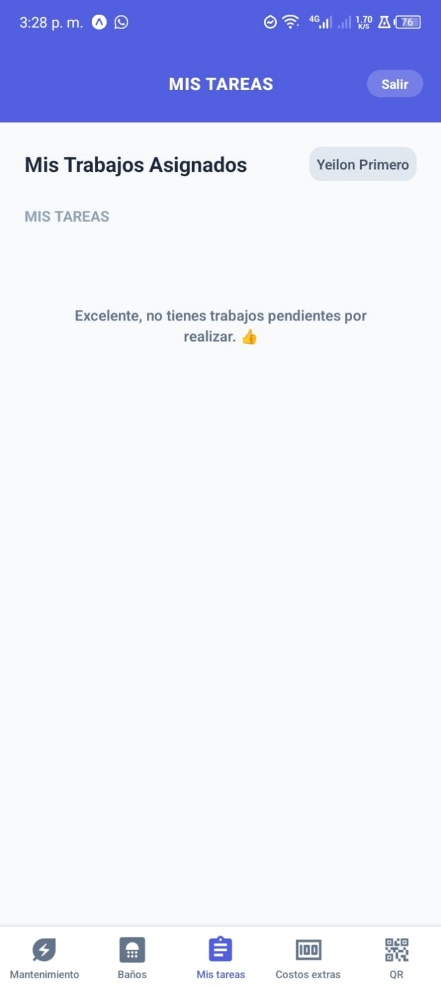 3:28 p. m.
4G
1.70
K/S
76
MIS TAREAS
Salir
Mis Trabajos Asignados
Yeilon Primero
MIS TAREAS
Excelente, no tienes trabajos pendientes por
realizar. 👍
Mantenimiento
Baños
Mis tareas
Costos extras
QR